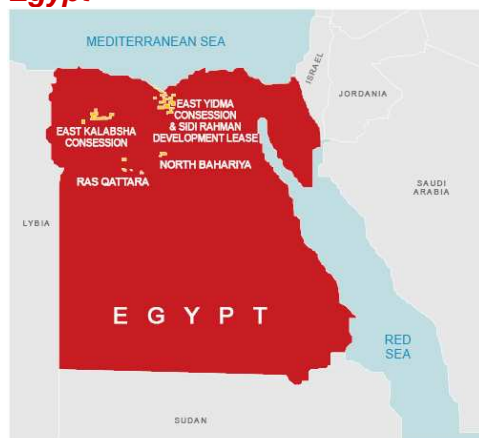 Egypt
MEDITERRANEAN SEA
ISRAEL
JORDANIA
EAST YIDMA
CONSESSION
& SIDI RAHMAN
DEVELOPMENT LEASE
EAST KALABSHA
CONSESSION
NORTH BAHARIYA
RAS QATTARA
SAUDI
ARABIA
LYBIA
EGYPT
RED
SEA
SUDAN